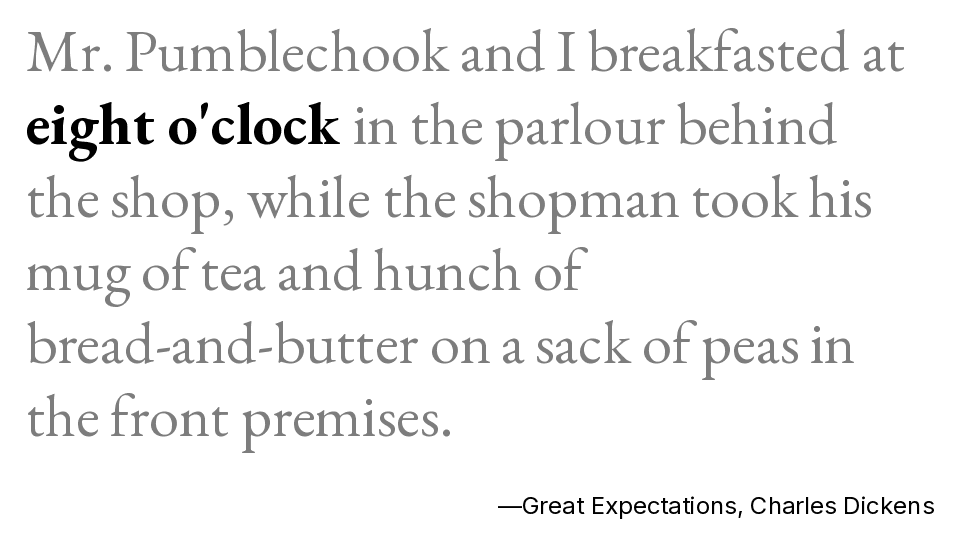 Mr. Pumblechook and I breakfasted at
eight o'clock in the parlour behind
the shop, while the shopman took his
mug of tea and hunch of
bread-and-butter on a sack of peas in
the front premises.
—Great Expectations, Charles Dickens